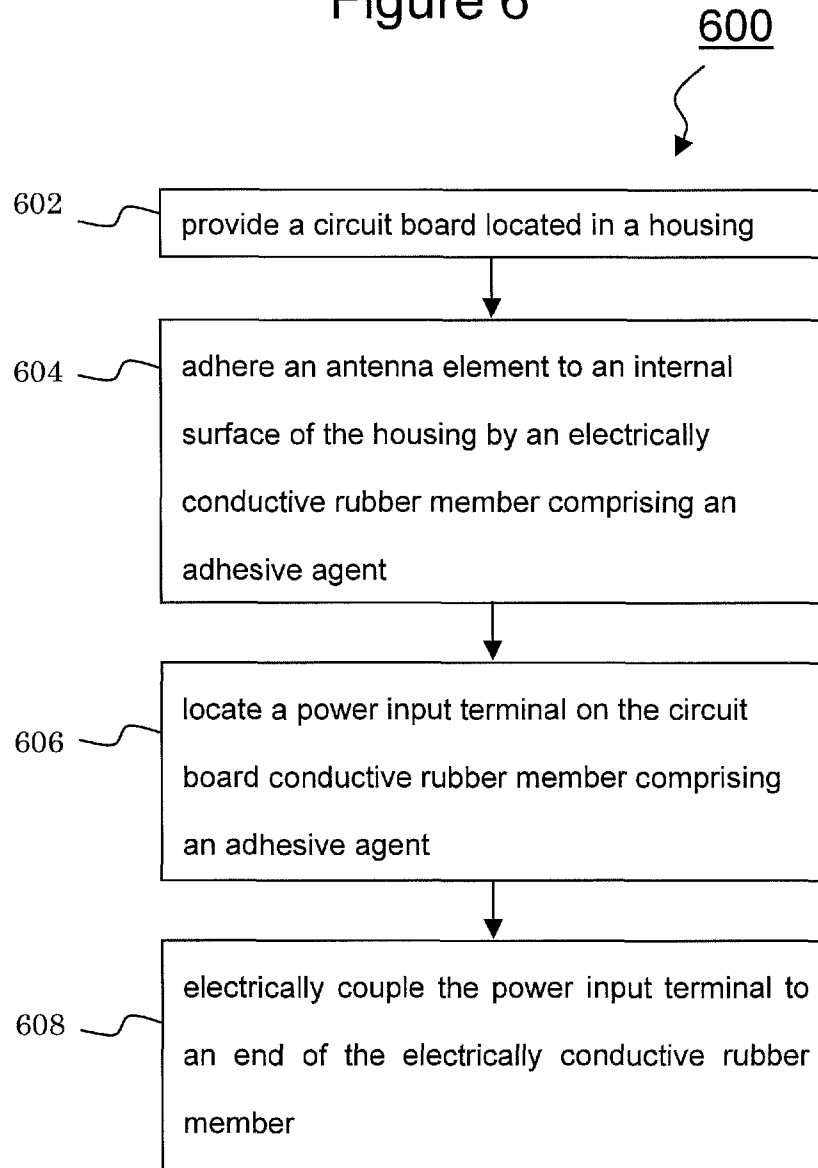 Figure 6
600
602
provide a circuit board located in a housing
604
adhere an antenna element to an internal
surface of the housing by an electrically
conductive rubber member comprising an
adhesive agent
606
locate a power input terminal on the circuit
board conductive rubber member comprising
an adhesive agent
608
electrically couple the power input terminal to
an end of the electrically conductive rubber
member